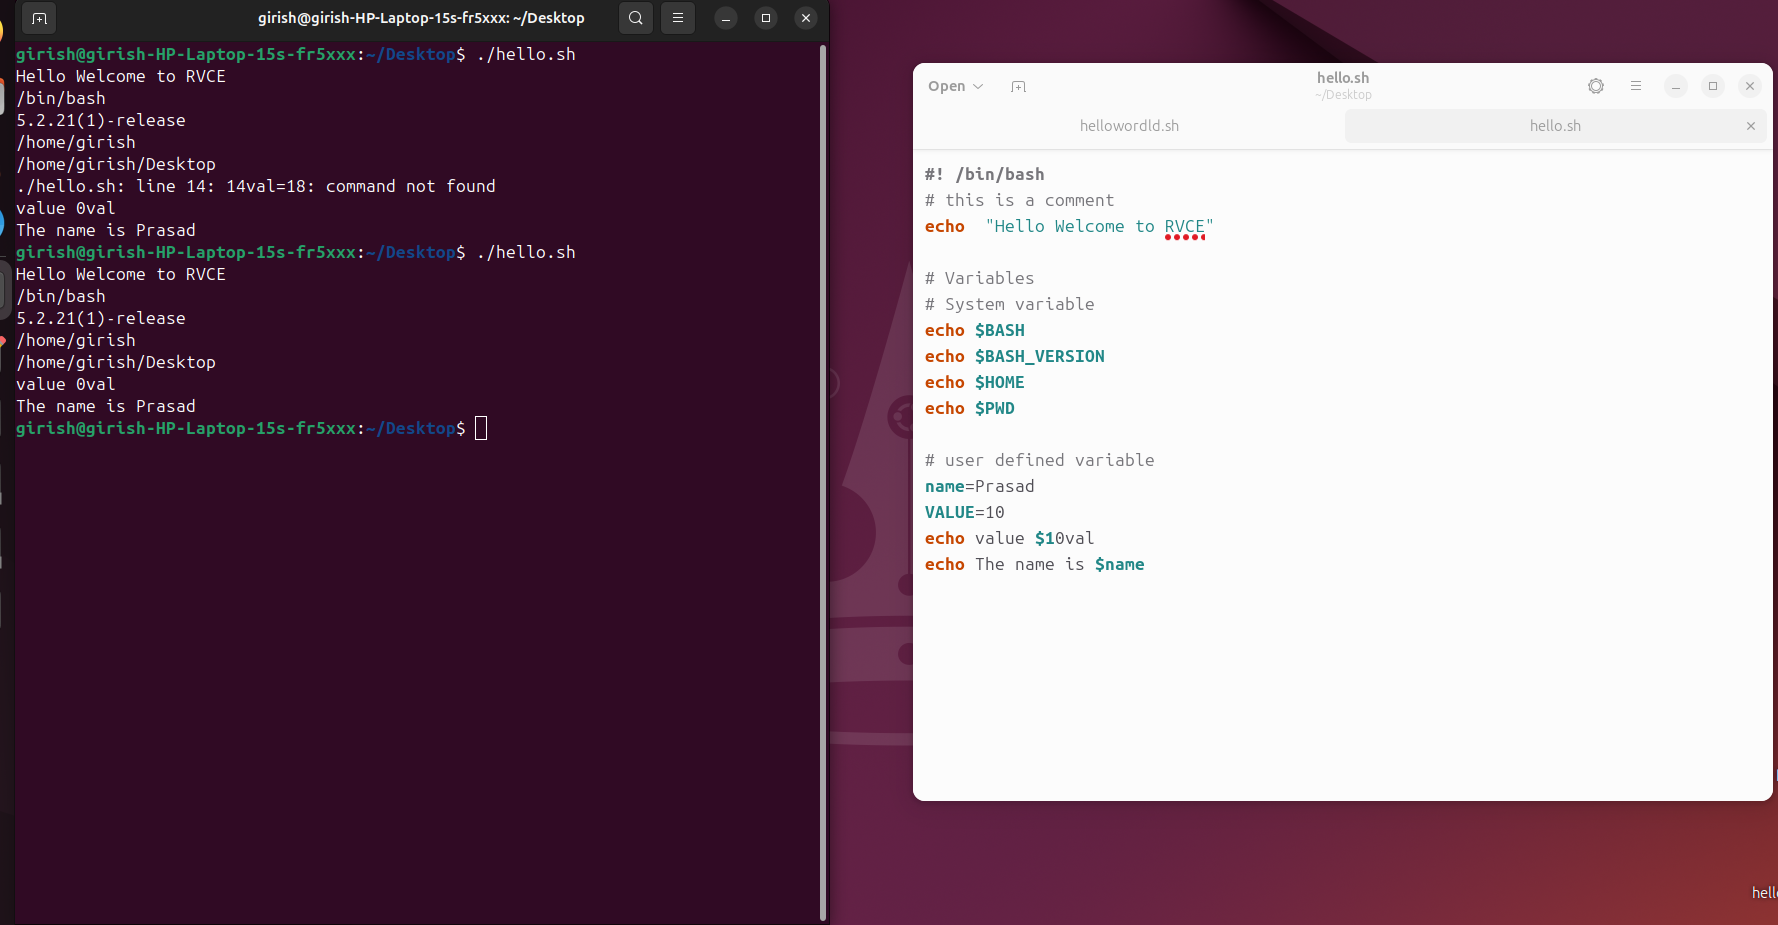 girish@girish-HP-Laptop-15s-fr5xxx: ~/Desktop
girish@girish-HP-Laptop-15s-fr5xxx:~/Desktop$ ./hello.sh
Hello Welcome to RVCE
/bin/bash
5.2.21(1)-release
/home/girish
/home/girish/Desktop
./hello.sh: line 14: 14val=18: command not found
value 0val
The name is Prasad
girish@girish-HP-Laptop-15s-fr5xxx:~/Desktop$ ./hello.sh
Hello Welcome to RVCE
/bin/bash
5.2.21(1)-release
/home/girish
/home/girish/Desktop
value 0val
The name is Prasad
girish@girish-HP-Laptop-15s-fr5xxx:~/Desktop$
Open
hello.sh
~/Desktop
hellowordld.sh
hello.sh
#! /bin/bash
# this is a comment
echo  "Hello Welcome to RVCE"
# Variables
# System variable
echo $BASH
echo $BASH_VERSION
echo $HOME
echo $PWD
# user defined variable
name=Prasad
VALUE=10
echo value $10val
echo The name is $name